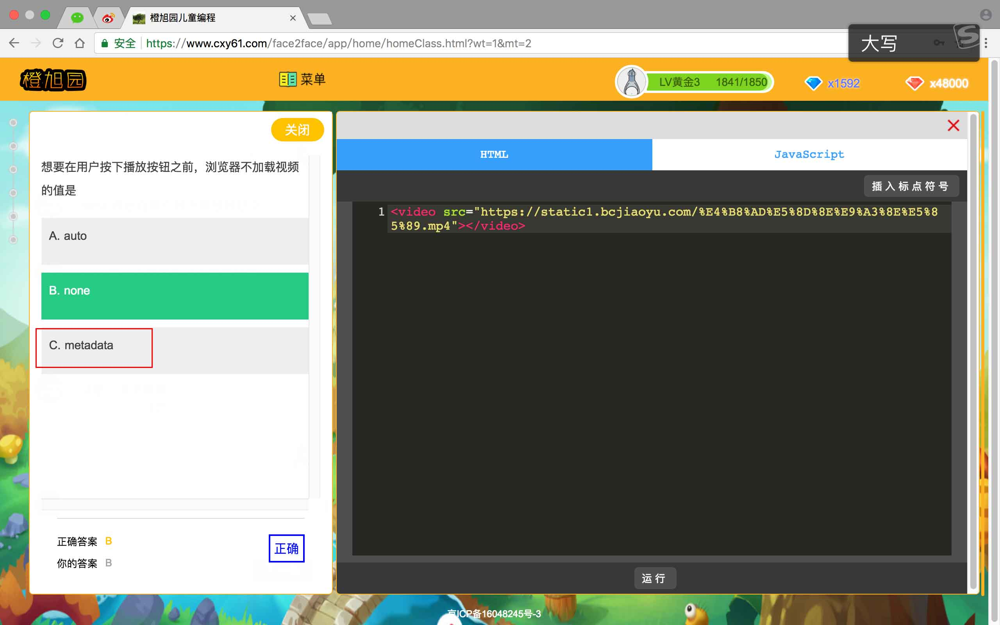 橙旭园儿童编程
安全 https://www.cxy61.com/face2face/app/home/homeClass.html?wt=1&mt=2
大写
橙旭园
菜单
LV黄金3 1841/1850
x1592
x48000
关闭
想要在用户按下播放按钮之前，浏览器不加载视频
的值是
A. auto
B. none
C. metadata
正确答案 B
你的答案 B
正确
HTML
JavaScript
插入标点符号
1 <video src="https://static1.bcjiaoyu.com/%E4%B8%AD%E5%8D%8E%E9%A3%8E%E5%8
5%89.mp4"></video>
运行
京ICP备16048245号-3